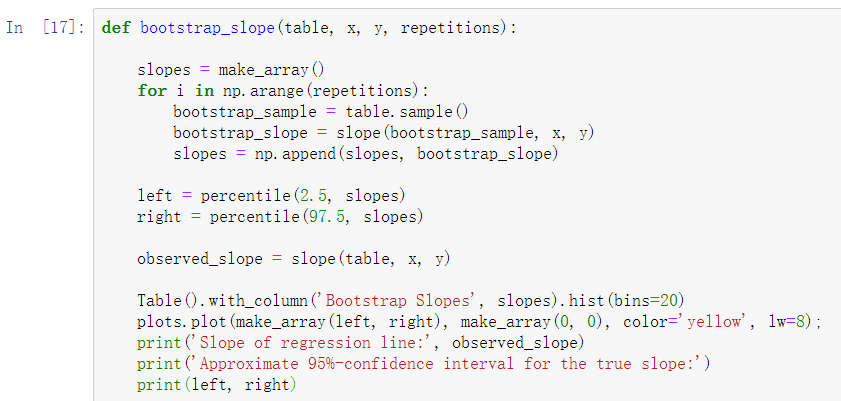 In [17]: def bootstrap_slope(table, x, y, repetitions):
slopes = make_array()
for i in np.arange(repetitions):
bootstrap_sample = table.sample()
bootstrap_slope = slope(bootstrap_sample, x, y)
slopes = np.append(slopes, bootstrap_slope)
left = percentile(2.5, slopes)
right = percentile(97.5, slopes)
observed_slope = slope(table, x, y)
Table().with_column('Bootstrap Slopes', slopes).hist(bins=20)
plots.plot(make_array(left, right), make_array(0, 0), color='yellow', lw=8);
print('Slope of regression line:', observed_slope)
print('Approximate 95%-confidence interval for the true slope:')
print(left, right)